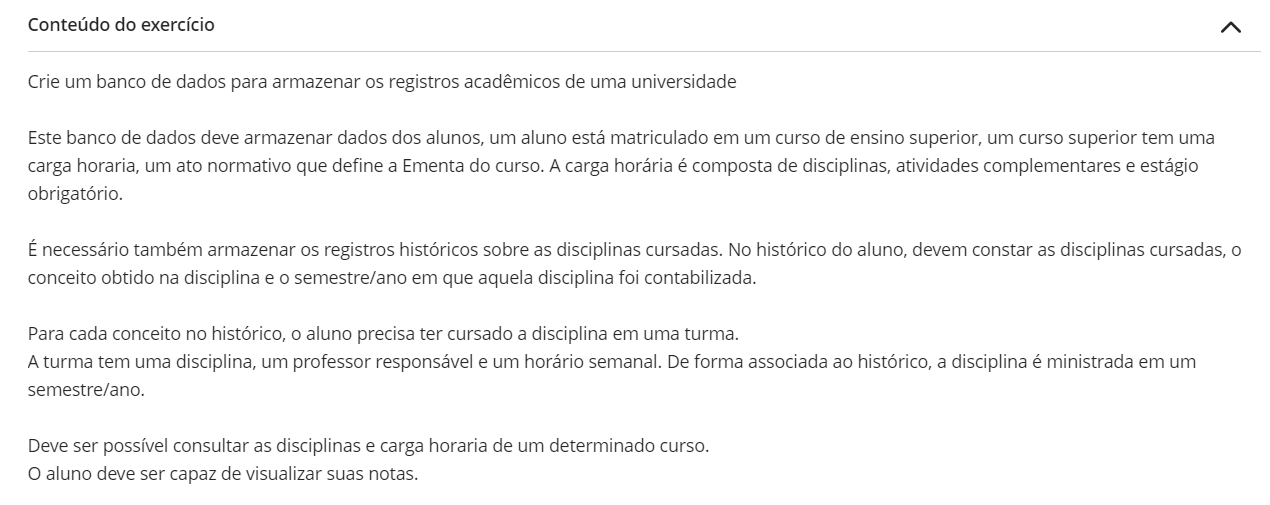 Conteúdo do exercício
Crie um banco de dados para armazenar os registros acadêmicos de uma universidade
Este banco de dados deve armazenar dados dos alunos, um aluno está matriculado em um curso de ensino superior, um curso superior tem uma
carga horaria, um ato normativo que define a Ementa do curso. A carga horária é composta de disciplinas, atividades complementares e estágio
obrigatório.
É necessário também armazenar os registros históricos sobre as disciplinas cursadas. No histórico do aluno, devem constar as disciplinas cursadas, o
conceito obtido na disciplina e o semestre/ano em que aquela disciplina foi contabilizada.
Para cada conceito no histórico, o aluno precisa ter cursado a disciplina em uma turma.
A turma tem uma disciplina, um professor responsável e um horário semanal. De forma associada ao histórico, a disciplina é ministrada em um
semestre/ano.
Deve ser possível consultar as disciplinas e carga horaria de um determinado curso.
O aluno deve ser capaz de visualizar suas notas.